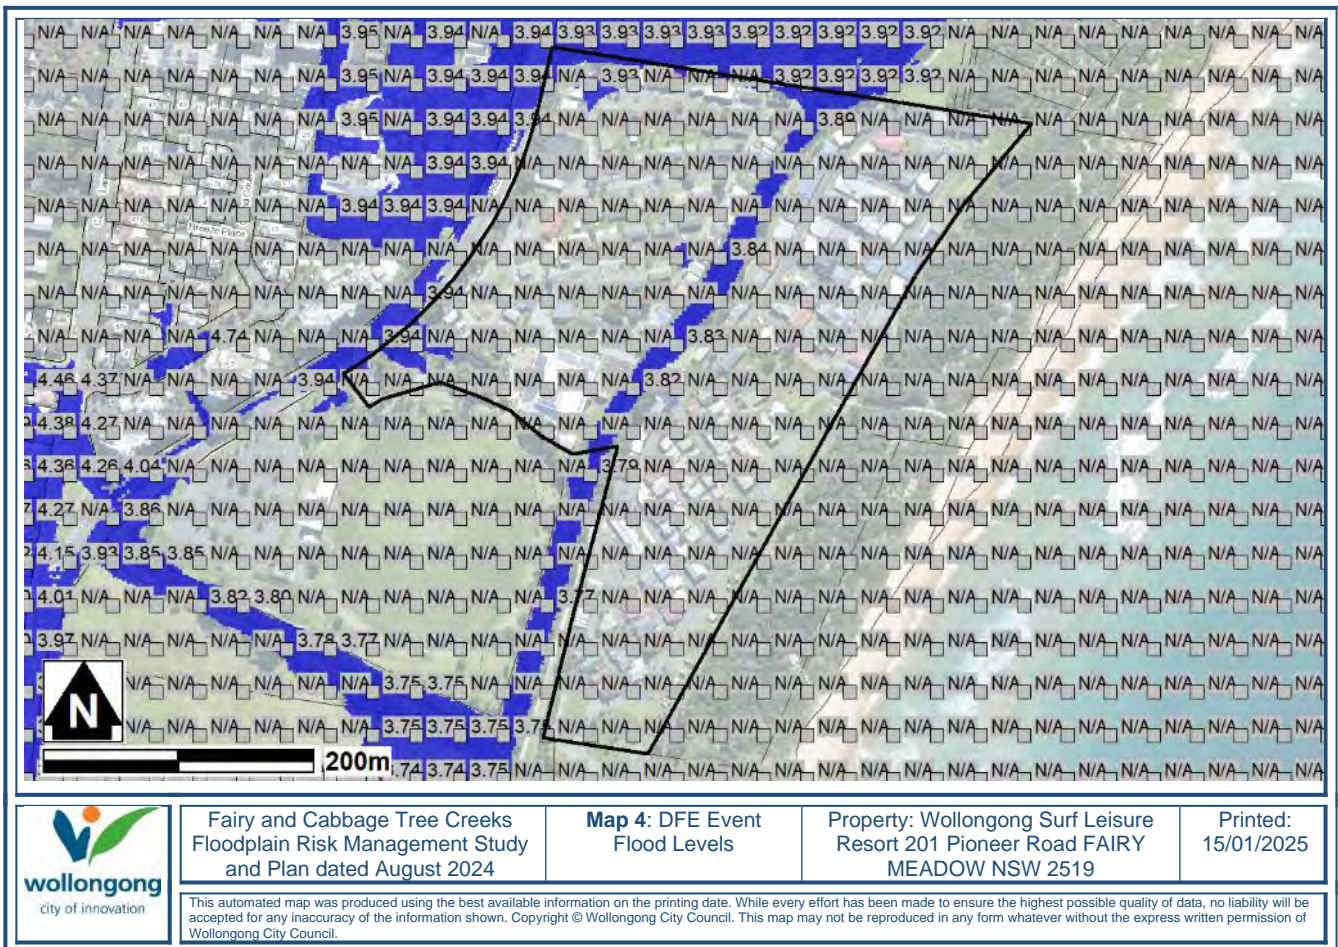 N/A N/A N/A N/A N/A N/A N/A 3.95 N/A 3.94 N/A 3.94 3.93 3.93 3.93 3.93 3.92 3.92 3.92 3.92 3.92 N/A N/A N/A N/A N/A N/A N/A N/A N/A
N/A N/A N/A N/A N/A N/A N/A 3.95 N/A 3.94 3.94 3.94 N/A 3.93 N/A N/A N/A 3.92 3.92 3.92 3.92 N/A N/A N/A N/A N/A N/A N/A N/A N/A
N/A N/A N/A N/A N/A N/A N/A 3.95 N/A 3.94 3.94 3.94 N/A N/A N/A N/A N/A N/A 3.89 N/A N/A N/A N/A N/A N/A N/A N/A N/A N/A N/A
N/A N/A N/A N/A N/A N/A N/A N/A N/A 3.94 3.94 N/A N/A N/A N/A N/A N/A N/A N/A N/A N/A N/A N/A N/A N/A N/A N/A N/A N/A N/A
N/A N/A N/A N/A N/A N/A N/A 3.94 3.94 3.94 N/A N/A N/A N/A N/A N/A N/A N/A N/A N/A N/A N/A N/A N/A N/A N/A N/A N/A N/A N/A
Breeze Place
N/A N/A N/A N/A N/A N/A N/A N/A N/A N/A N/A N/A N/A N/A N/A N/A 3.84 N/A N/A N/A N/A N/A N/A N/A N/A N/A N/A N/A N/A N/A
N/A N/A N/A N/A N/A N/A N/A N/A N/A 3.94 N/A N/A N/A N/A N/A N/A N/A N/A N/A N/A N/A N/A N/A N/A N/A N/A N/A N/A N/A N/A
N/A N/A N/A N/A 4.74 N/A N/A N/A 3.94 N/A N/A N/A N/A N/A N/A 3.83 N/A N/A N/A N/A N/A N/A N/A N/A N/A N/A N/A N/A N/A N/A
4.46 4.37 N/A N/A N/A N/A 3.94 N/A N/A N/A N/A N/A N/A N/A 3.82 N/A N/A N/A N/A N/A N/A N/A N/A N/A N/A N/A N/A N/A N/A N/A
4.38 4.27 N/A N/A N/A N/A N/A N/A N/A N/A N/A N/A N/A N/A N/A N/A N/A N/A N/A N/A N/A N/A N/A N/A N/A N/A N/A N/A N/A N/A
4.36 4.26 4.04 N/A N/A N/A N/A N/A N/A N/A N/A N/A N/A 3.79 N/A N/A N/A N/A N/A N/A N/A N/A N/A N/A N/A N/A N/A N/A N/A N/A
4.27 N/A 3.86 N/A N/A N/A N/A N/A N/A N/A N/A N/A N/A N/A N/A N/A N/A N/A N/A N/A N/A N/A N/A N/A N/A N/A N/A N/A N/A N/A
4.15 3.93 3.85 3.85 N/A N/A N/A N/A N/A N/A N/A N/A N/A N/A N/A N/A N/A N/A N/A N/A N/A N/A N/A N/A N/A N/A N/A N/A N/A N/A
4.01 N/A N/A N/A 3.82 3.80 N/A N/A N/A N/A N/A N/A 3.77 N/A N/A N/A N/A N/A N/A N/A N/A N/A N/A N/A N/A N/A N/A N/A N/A N/A
3.97 N/A N/A N/A N/A N/A 3.78 3.77 N/A N/A N/A N/A N/A N/A N/A N/A N/A N/A N/A N/A N/A N/A N/A N/A N/A N/A N/A N/A N/A N/A
N/A N/A N/A N/A N/A N/A 3.75 3.75 N/A N/A N/A N/A N/A N/A N/A N/A N/A N/A N/A N/A N/A N/A N/A N/A N/A N/A N/A N/A
N/A N/A N/A N/A N/A N/A 3.75 3.75 3.75 3.75 N/A N/A N/A N/A N/A N/A N/A N/A N/A N/A N/A N/A N/A N/A N/A N/A N/A N/A
N
200m
3.74 3.74 3.75 N/A N/A N/A N/A N/A N/A N/A N/A N/A N/A N/A N/A N/A N/A N/A N/A N/A N/A N/A
wollongong
city of innovation
Fairy and Cabbage Tree Creeks
Floodplain Risk Management Study
and Plan dated August 2024
Map 4: DFE Event
Flood Levels
Property: Wollongong Surf Leisure
Resort 201 Pioneer Road FAIRY
MEADOW NSW 2519
Printed:
15/01/2025
This automated map was produced using the best available information on the printing date. While every effort has been made to ensure the highest possible quality of data, no liability will be
accepted for any inaccuracy of the information shown. Copyright © Wollongong City Council. This map may not be reproduced in any form whatever without the express written permission of
Wollongong City Council.